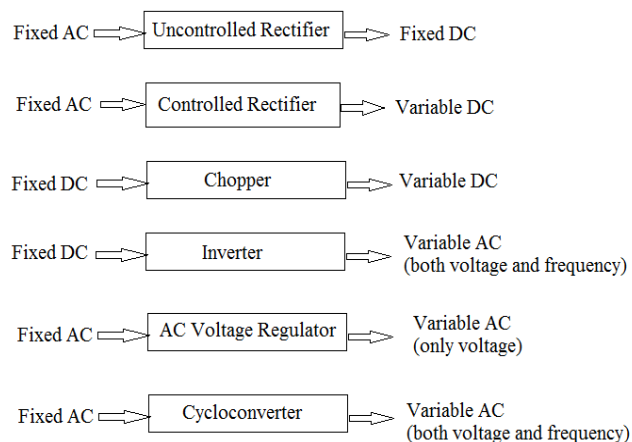 Fixed AC Uncontrolled Rectifier Fixed DC
Fixed AC Controlled Rectifier Variable DC
Fixed DC Chopper Variable DC
Fixed DC Inverter Variable AC
(both voltage and frequency)
Fixed AC AC Voltage Regulator Variable AC
(only voltage)
Fixed AC Cycloconverter Variable AC
(both voltage and frequency)